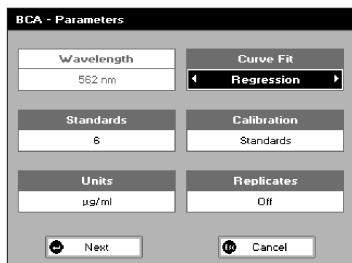 BCA - Parameters
Wavelength
562 nm
Curve Fit
Regression
Standards
6
Calibration
Standards
Units
µg/ml
Replicates
Off
Next
Esc Cancel